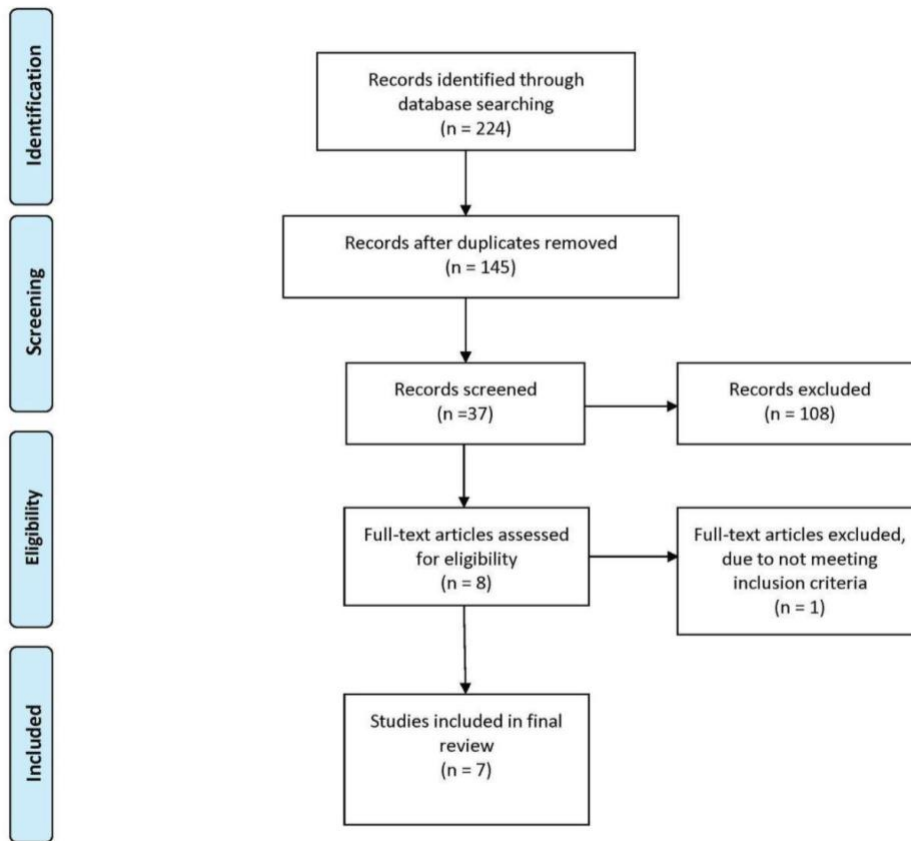 Identification
Records identified through
database searching
(n = 224)
Screening
Records after duplicates removed
(n = 145)
Records screened
(n =37)
Records excluded
(n = 108)
Eligibility
Full-text articles assessed
for eligibility
(n = 8)
Full-text articles excluded,
due to not meeting
inclusion criteria
(n = 1)
Included
Studies included in final
review
(n = 7)